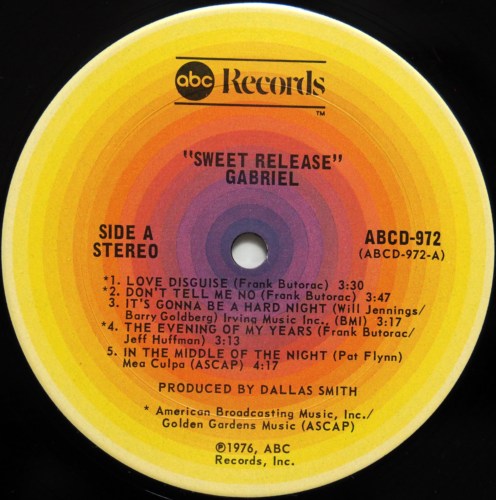 abc Records
™
"SWEET RELEASE"
GABRIEL
SIDE A
STEREO
ABCD-972
(ABCD-972-A)
*1. LOVE DISGUISE (Frank Butorac) 3:30
*2. DON'T TELL ME NO (Frank Butorac) 3:47
3. IT'S GONNA BE A HARD NIGHT (Will Jennings/
Barry Goldberg) Irving Music Inc., (BMI) 3:17
*4. THE EVENING OF MY YEARS (Frank Butorac/
Jeff Huffman) 3:13
5. IN THE MIDDLE OF THE NIGHT (Pat Flynn)
Mea Culpa (ASCAP) 4:17
PRODUCED BY DALLAS SMITH
* American Broadcasting Music, Inc./
Golden Gardens Music (ASCAP)
℗1976, ABC
Records, Inc.